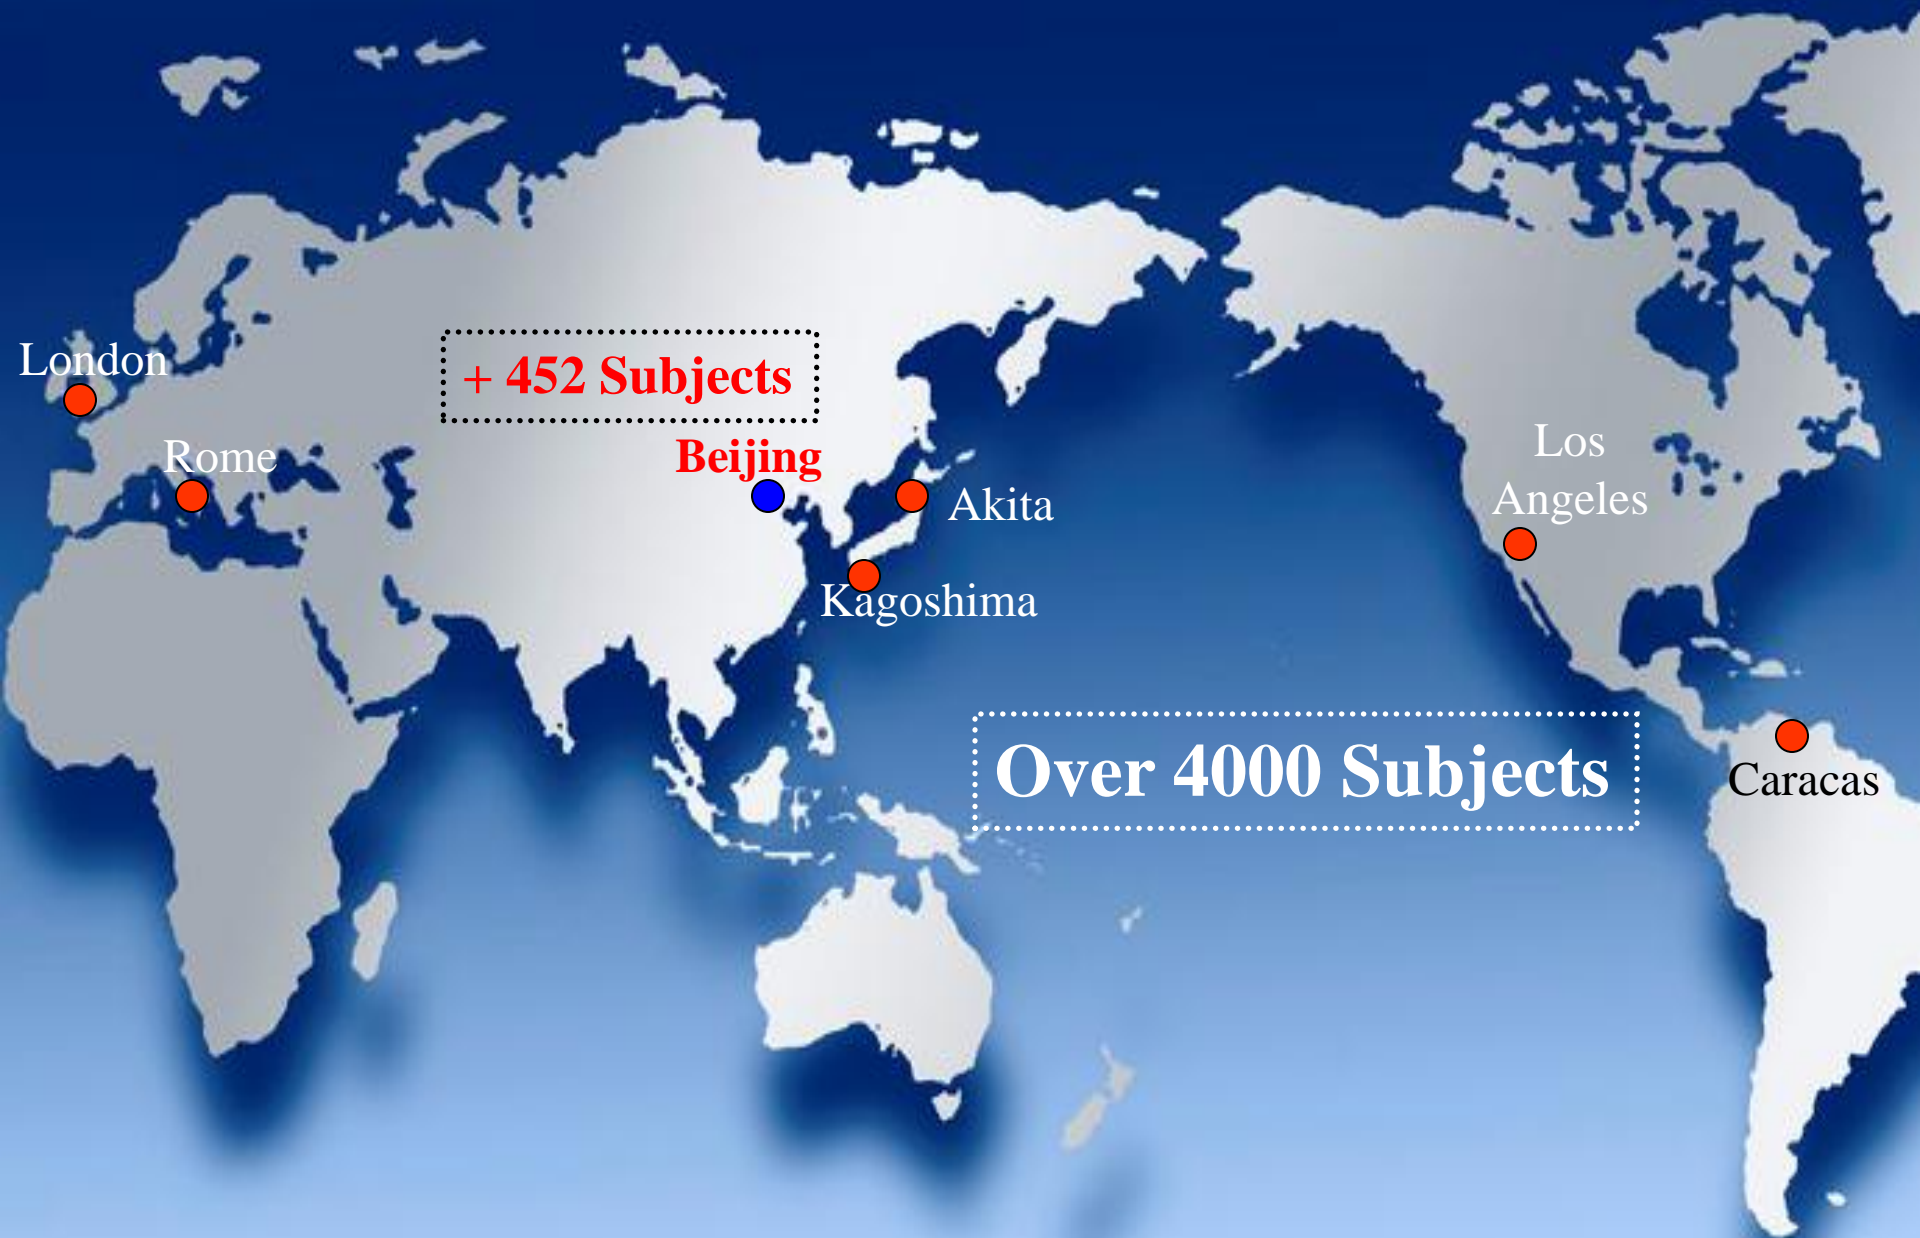 London
+ 452 Subjects
Rome
Beijing
Los
Angeles
Akita
Kagoshima
Over 4000 Subjects
Caracas